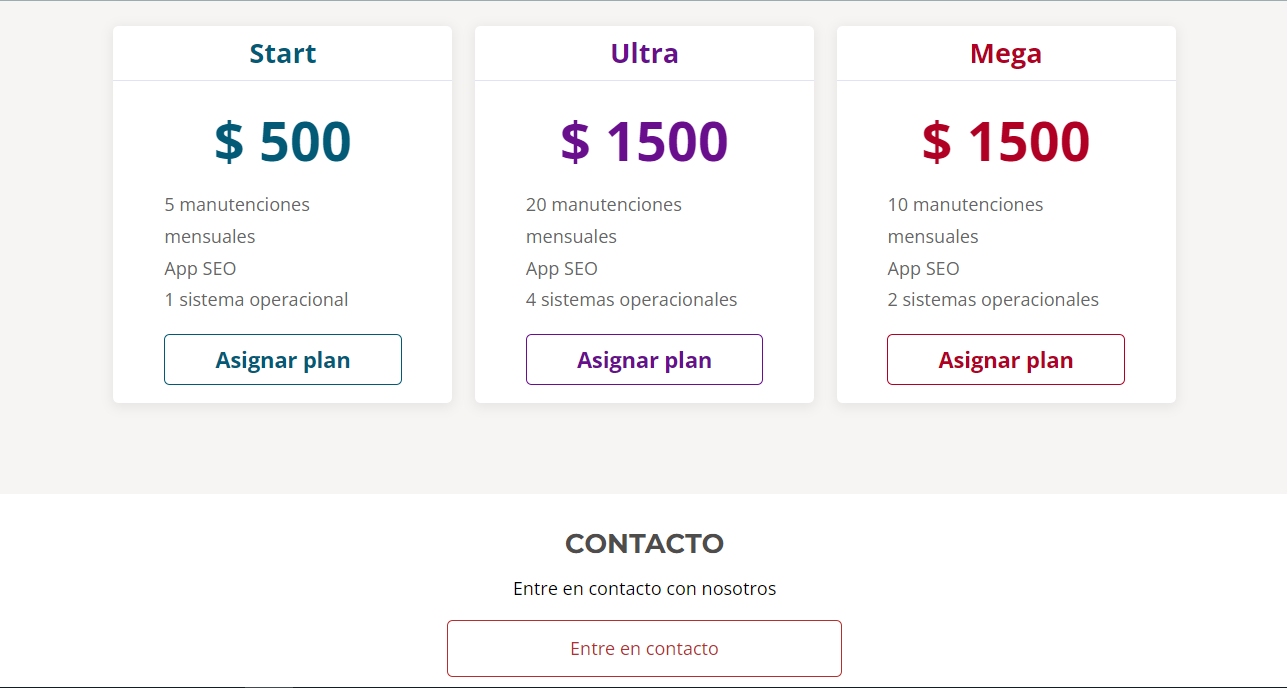 Start
$ 500
5 manutenciones
mensuales
App SEO
1 sistema operacional
Asignar plan
Ultra
$ 1500
20 manutenciones
mensuales
App SEO
4 sistemas operacionales
Asignar plan
Mega
$ 1500
10 manutenciones
mensuales
App SEO
2 sistemas operacionales
Asignar plan
CONTACTO
Entre en contacto con nosotros
Entre en contacto